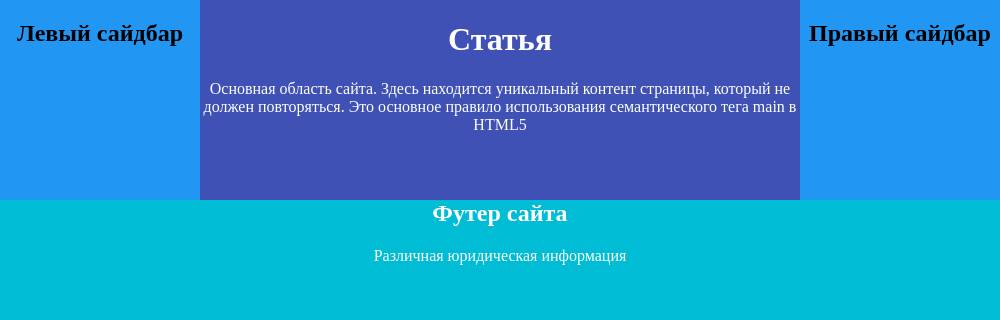 Левый сайдбар
Статья
Основная область сайта. Здесь находится уникальный контент страницы, который не
должен повторяться. Это основное правило использования семантического тега main в
HTML5
Правый сайдбар
Футер сайта
Различная юридическая информация